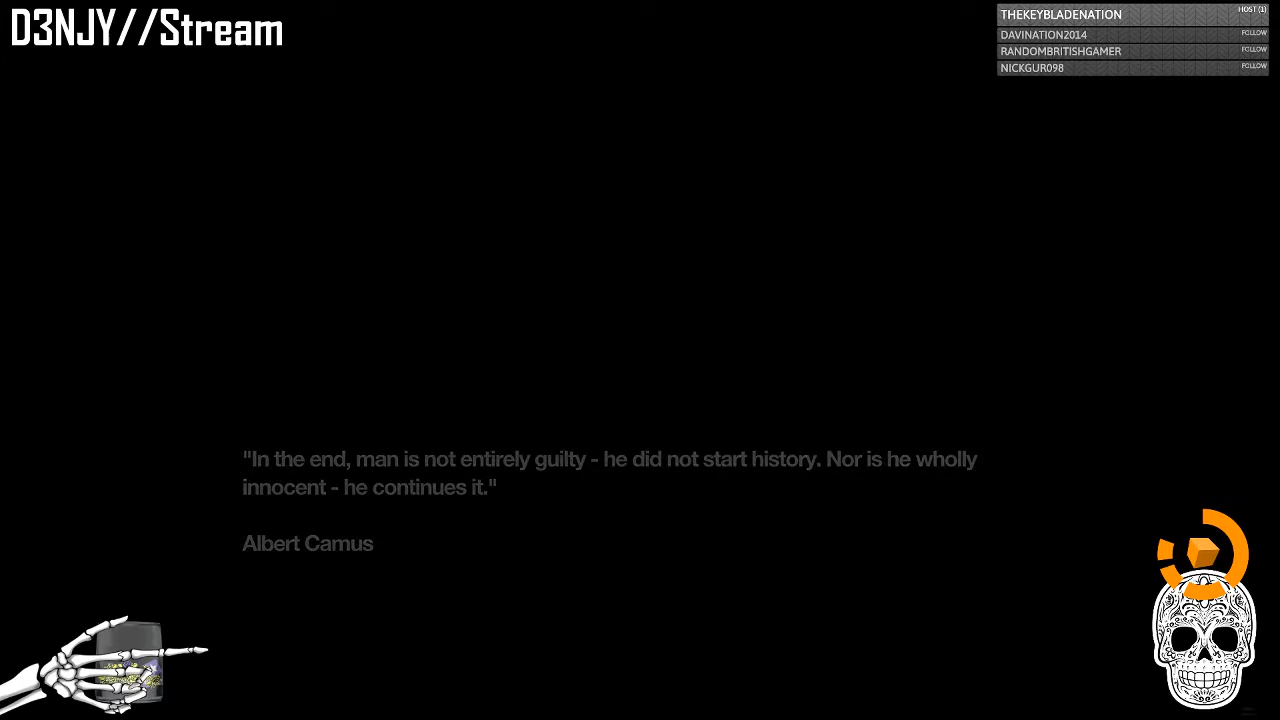 D3NJY//Stream
THEKEYBLADENATION HOST (1)
DAVINATION2014 FOLLOW
RANDOMBRITISHGAMER FOLLOW
NICKGUR098 FOLLOW
"In the end, man is not entirely guilty - he did not start history. Nor is he wholly
innocent - he continues it."
Albert Camus